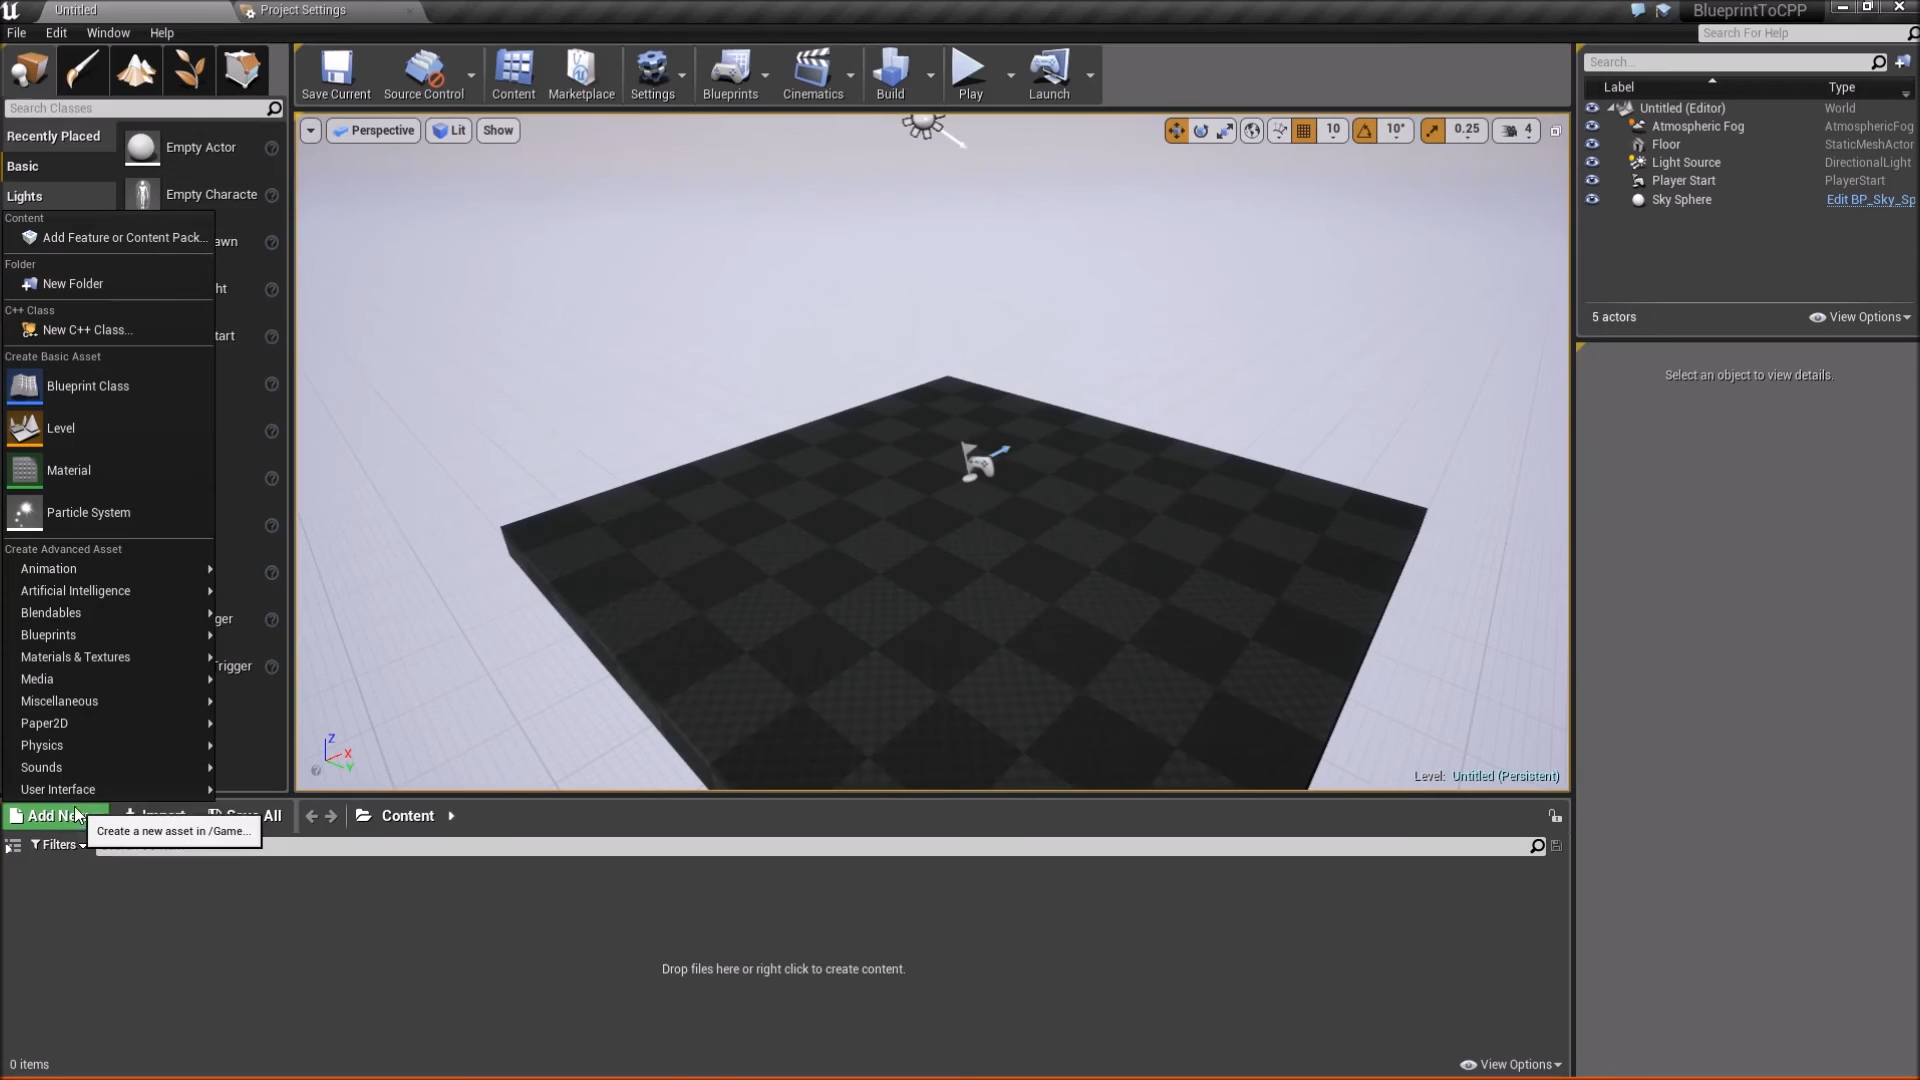 Untitled
Project Settings
BlueprintToCPP
File Edit Window Help
Search For Help
Save Current
Source Control
Content
Marketplace
Settings
Blueprints
Cinematics
Build
Play
Launch
Search Classes
Recently Placed
Basic
Lights
Empty Actor
Empty Characte
awn
ht
tart
ger
Trigger
Content
Add Feature or Content Pack...
Folder
New Folder
C++ Class
New C++ Class...
Create Basic Asset
Blueprint Class
Level
Material
Particle System
Create Advanced Asset
Animation
Artificial Intelligence
Blendables
Blueprints
Materials & Textures
Media
Miscellaneous
Paper2D
Physics
Sounds
User Interface
Perspective
Lit
Show
10
10°
0.25
4
Z
X
Y
Level: Untitled (Persistent)
Search...
Label Type
Untitled (Editor) World
Atmospheric Fog AtmosphericFog
Floor StaticMeshActor
Light Source DirectionalLight
Player Start PlayerStart
Sky Sphere Edit BP_Sky_Sp
5 actors
View Options
Select an object to view details.
Add Ne
All
Content
Create a new asset in /Game...
Filters
Drop files here or right click to create content.
0 items
View Options